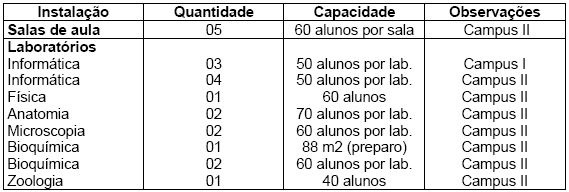 Instalação Quantidade Capacidade Observações
Salas de aula 05 60 alunos por sala Campus II
Laboratórios
Informática 03 50 alunos por lab. Campus I
Informática 04 50 alunos por lab. Campus II
Física 01 60 alunos Campus II
Anatomia 02 70 alunos por lab. Campus II
Microscopia 02 60 alunos por lab. Campus II
Bioquímica 01 88 m2 (preparo) Campus II
Bioquímica 02 60 alunos por lab. Campus II
Zoologia 01 40 alunos Campus II